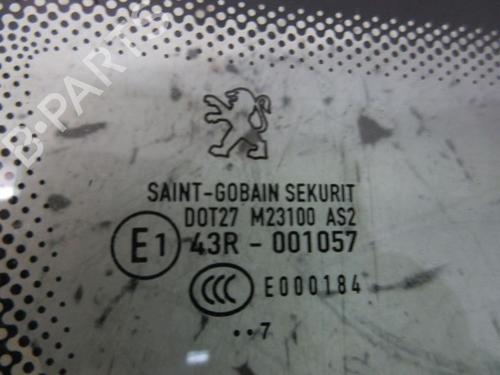 B-PARTS
SAINT-GOBAIN SEKURIT
DOT27 M23100 AS2
E1 43R - 001057
CCC E000184
••7